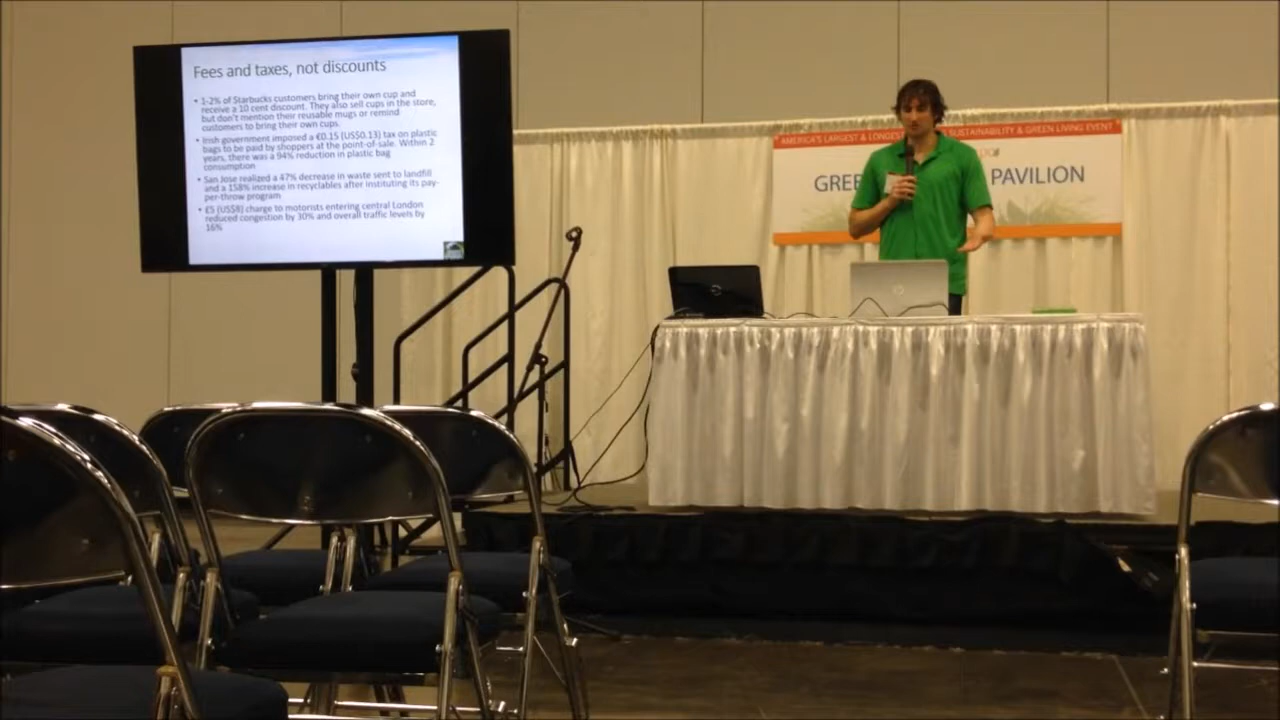 Fees and taxes, not discounts
• 1-2% of Starbucks customers bring their own cup and
receive a 10 cent discount. They also sell cups in the store,
but don't mention their reusable mugs or remind
customers to bring their own cups.
• Irish government imposed a €0.15 (US$0.13) tax on plastic
bags to be paid by shoppers at the point-of-sale. Within 2
years, there was a 94% reduction in plastic bag
consumption
• San Jose realized a 47% decrease in waste sent to landfill
and a 158% increase in recyclables after instituting its pay-
per-throw program
• £5 (US$8) charge to motorists entering central London
reduced congestion by 30% and overall traffic levels by
16%
AMERICA'S LARGEST & LONGES SUSTAINABILITY & GREEN LIVING EVENT
GREE PAVILION
hp